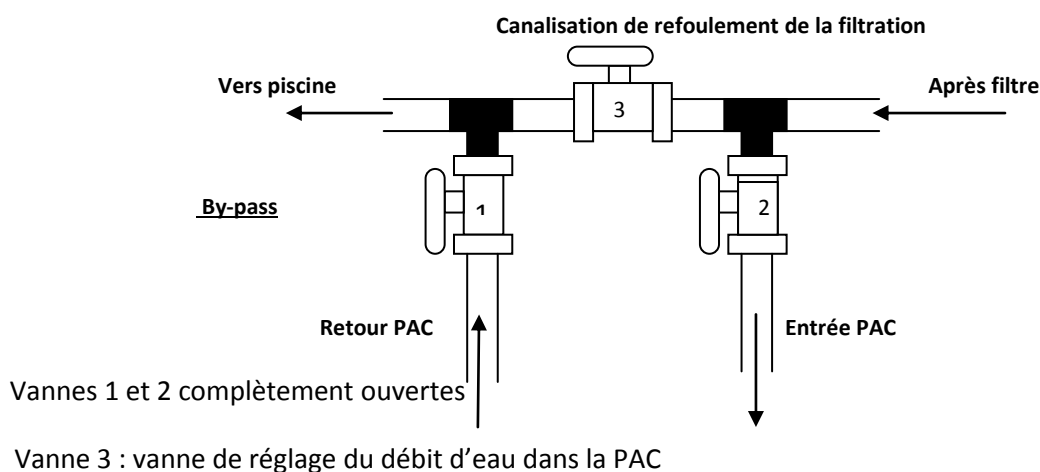 Canalisation de refoulement de la filtration
Vers piscine
Après filtre
3
By-pass
1
2
Retour PAC
Entrée PAC
Vannes 1 et 2 complètement ouvertes
Vanne 3 : vanne de réglage du débit d’eau dans la PAC